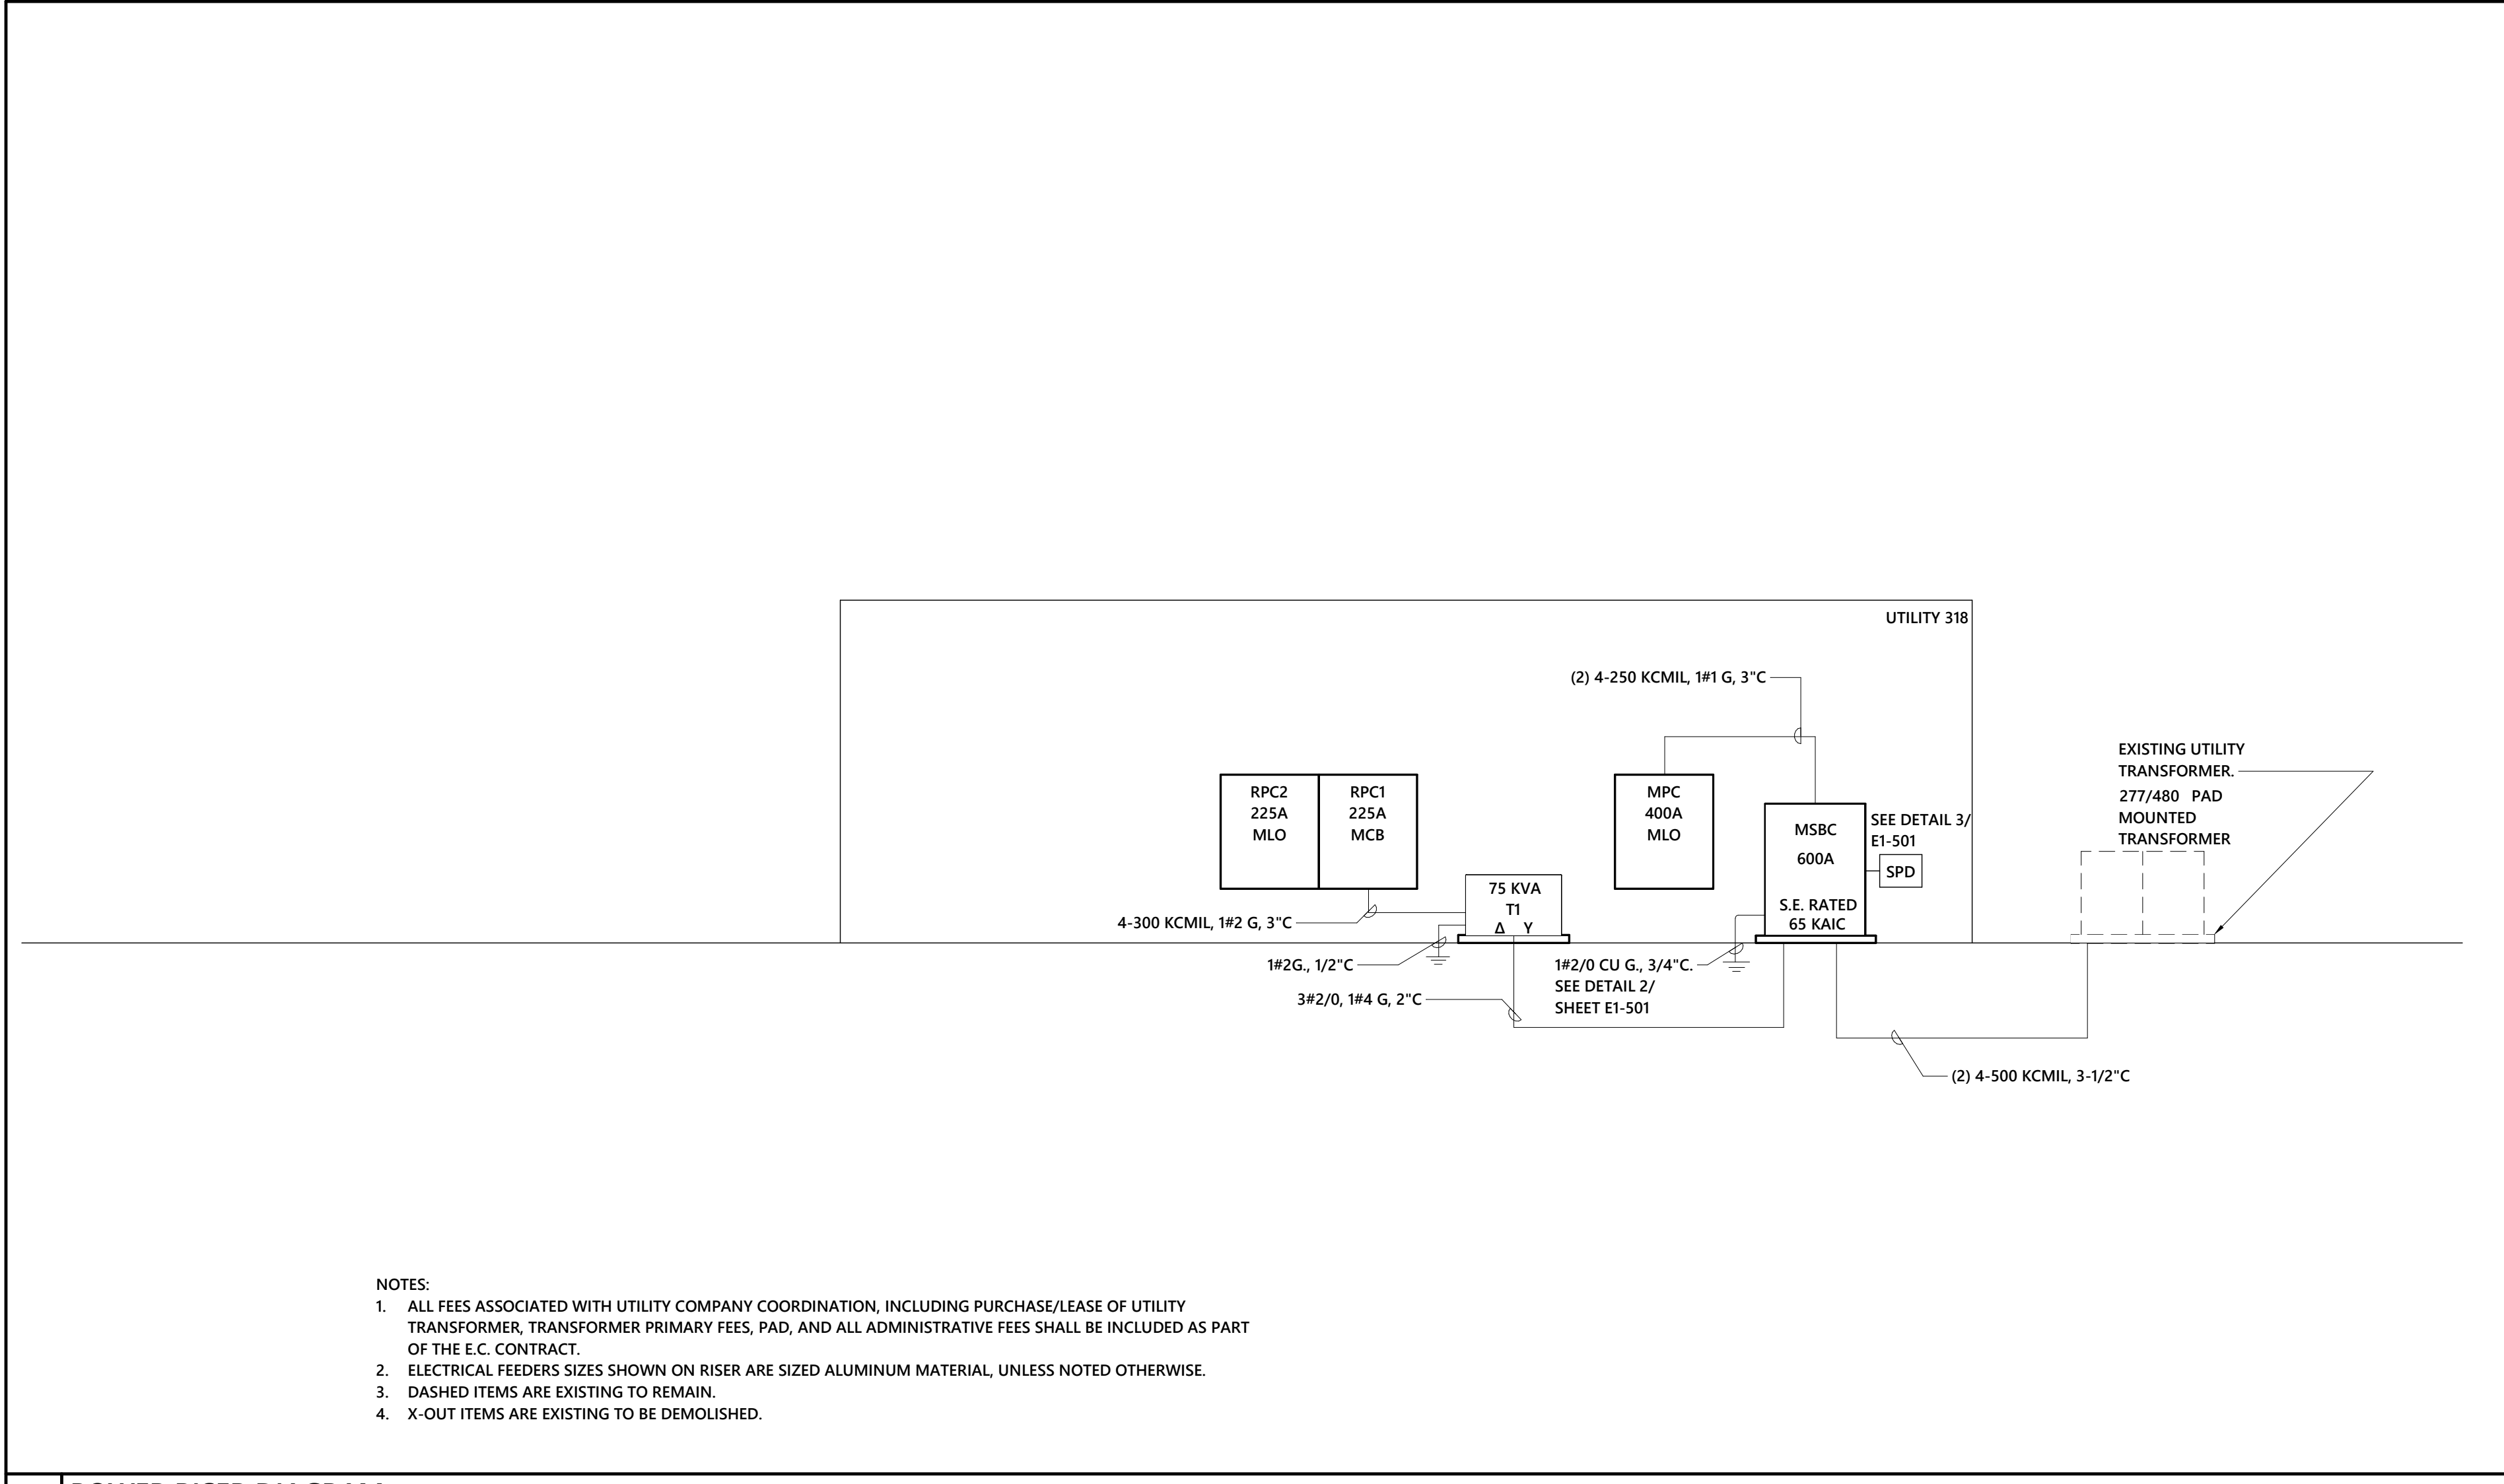 UTILITY 318
(2) 4-250 KCMIL, 1#1 G, 3"C
EXISTING UTILITY
TRANSFORMER.
277/480 PAD
MOUNTED
TRANSFORMER
RPC2
225A
MLO
RPC1
225A
MCB
MPC
400A
MLO
MSBC
600A
S.E. RATED
65 KAIC
SEE DETAIL 3/
E1-501
SPD
75 KVA
T1
Δ Y
4-300 KCMIL, 1#2 G, 3"C
1#2G., 1/2"C
3#2/0, 1#4 G, 2"C
1#2/0 CU G., 3/4"C.
SEE DETAIL 2/
SHEET E1-501
(2) 4-500 KCMIL, 3-1/2"C
NOTES:
1. ALL FEES ASSOCIATED WITH UTILITY COMPANY COORDINATION, INCLUDING PURCHASE/LEASE OF UTILITY
TRANSFORMER, TRANSFORMER PRIMARY FEES, PAD, AND ALL ADMINISTRATIVE FEES SHALL BE INCLUDED AS PART
OF THE E.C. CONTRACT.
2. ELECTRICAL FEEDERS SIZES SHOWN ON RISER ARE SIZED ALUMINUM MATERIAL, UNLESS NOTED OTHERWISE.
3. DASHED ITEMS ARE EXISTING TO REMAIN.
4. X-OUT ITEMS ARE EXISTING TO BE DEMOLISHED.
POWER RISER DIAGRAM